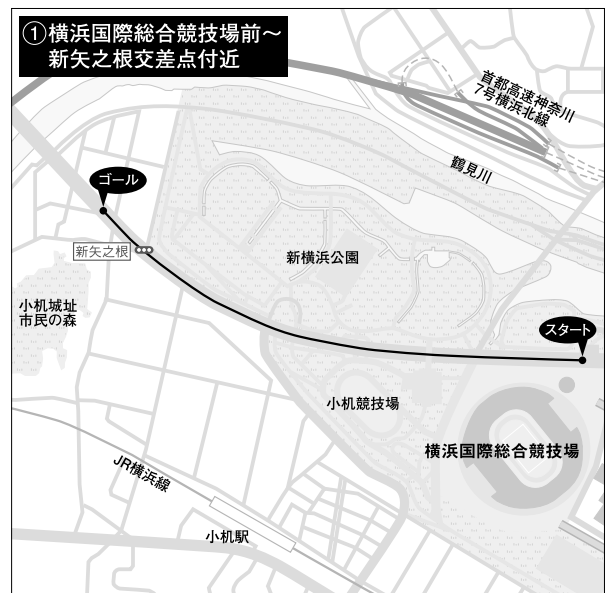 ①横浜国際総合競技場前〜
新矢之根交差点付近
首都高速神奈川
7号横浜北線
鶴見川
ゴール
新矢之根
新横浜公園
小机城址
市民の森
スタート
小机競技場
横浜国際総合競技場
JR横浜線
小机駅